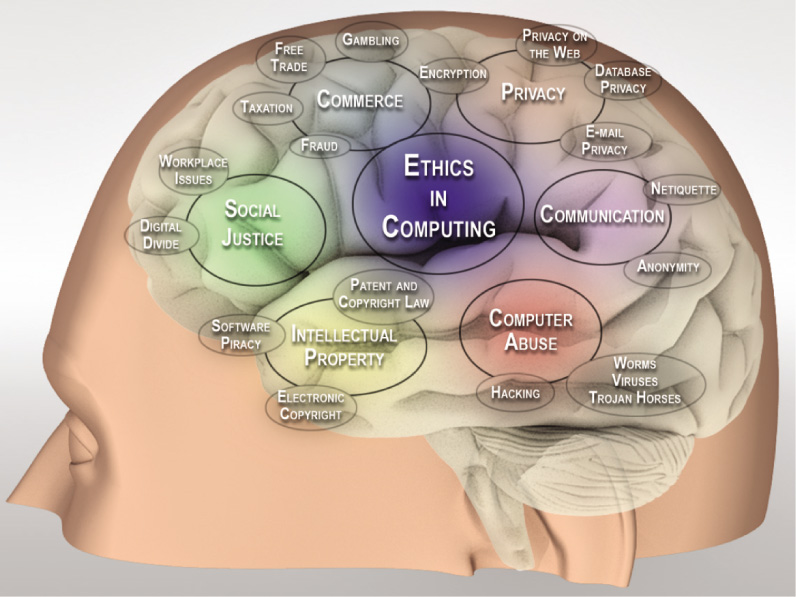 Gambling
Free
Trade
Privacy on
the Web
Encryption
Database
Privacy
Commerce
Privacy
Taxation
E-mail
Privacy
Fraud
Workplace
Issues
Ethics
in
Computing
Netiquette
Social
Justice
Communication
Digital
Divide
Anonymity
Patent and
Copyright Law
Software
Piracy
Intellectual
Property
Computer
Abuse
Worms
Viruses
Trojan Horses
Hacking
Electronic
Copyright